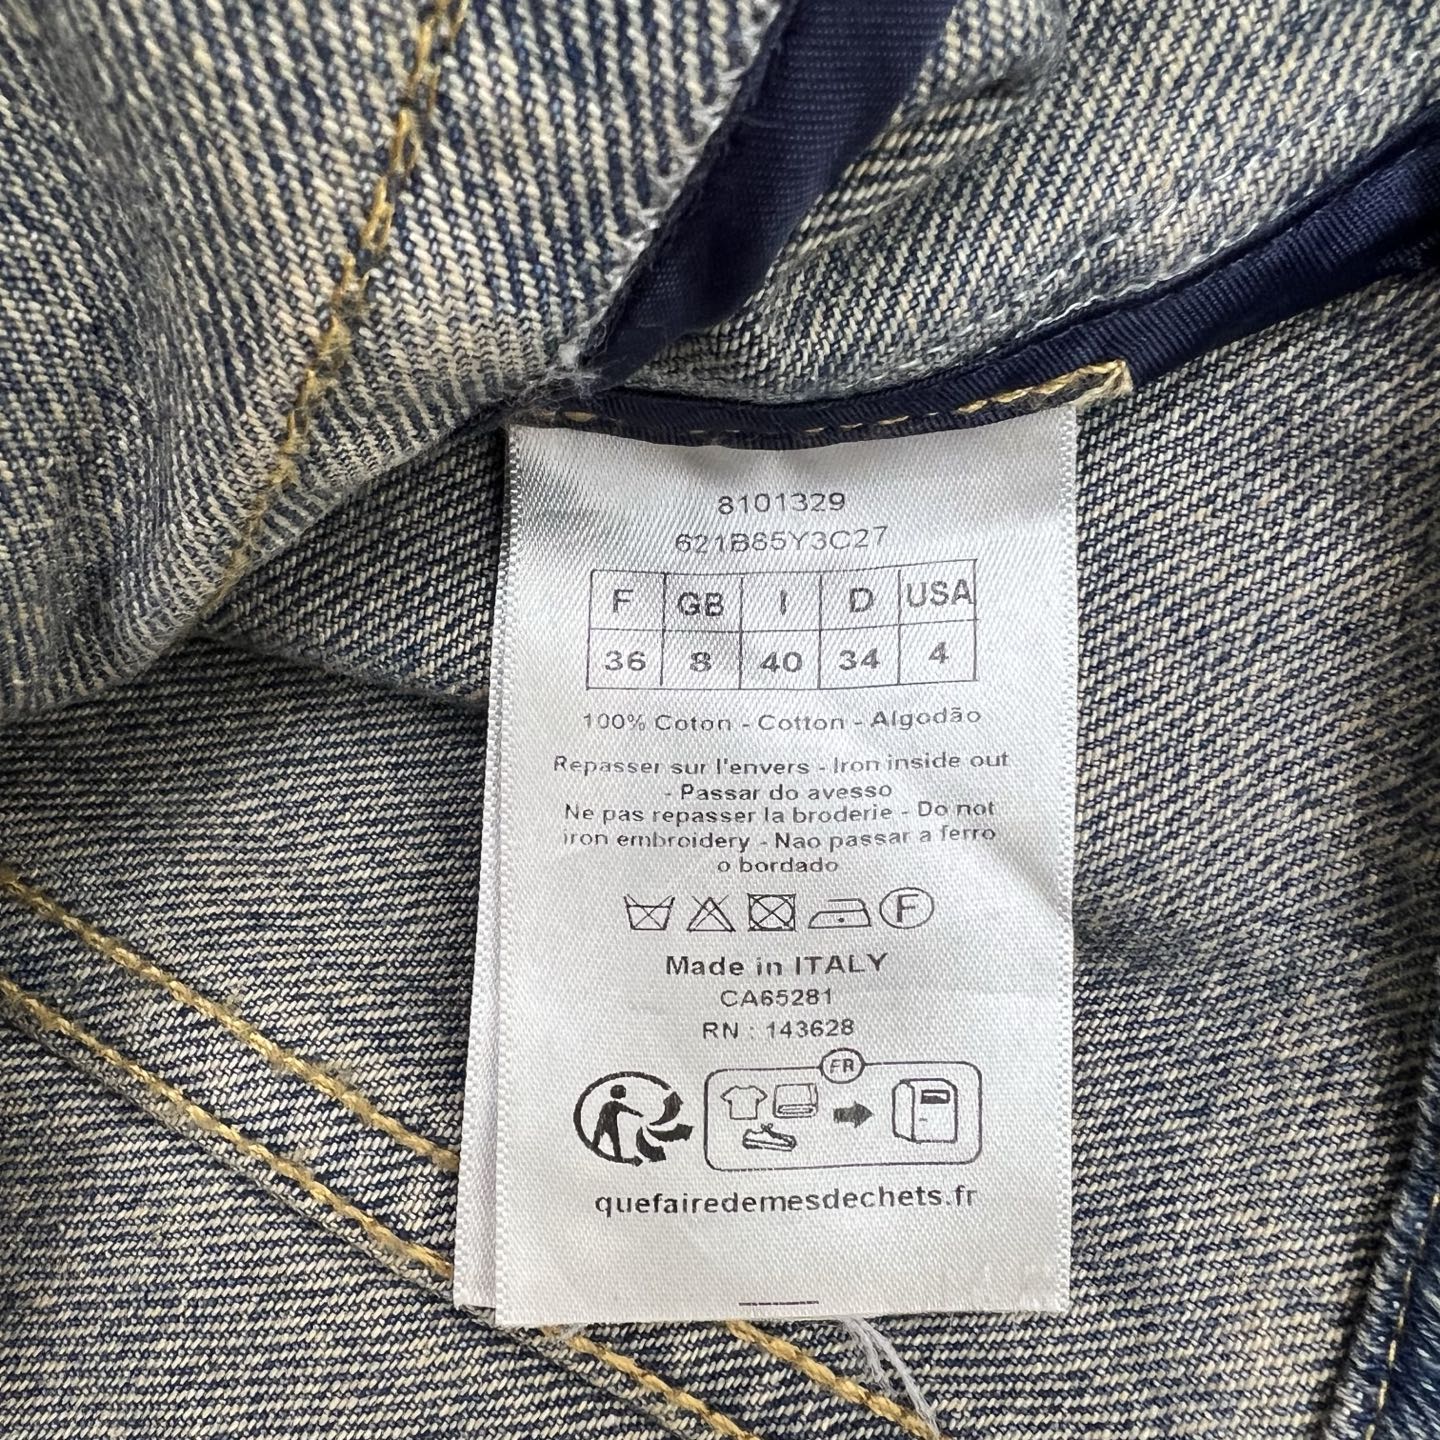 8101329
621B85Y3C27
F GB I D USA
36 8 40 34 4
100% Coton - Cotton - Algodão
Repasser sur l'envers - Iron inside out
- Passar do avesso
Ne pas repasser la broderie - Do not
iron embroidery - Nao passar a ferro
o bordado
F
Made in ITALY
CA65281
RN : 143628
FR
quefairedemesdechets.fr